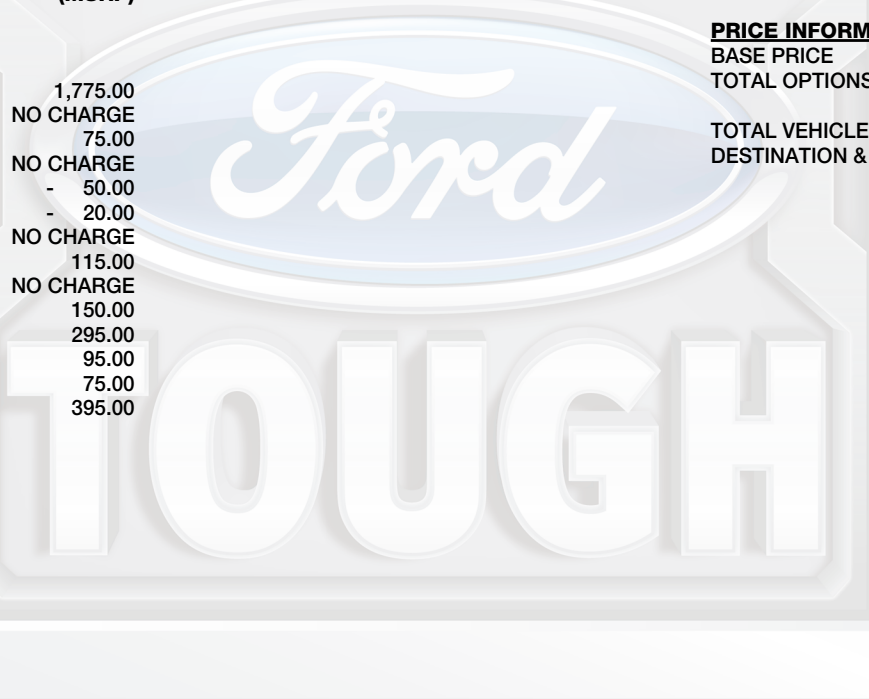 1,775.00
NO CHARGE
75.00
NO CHARGE
- 50.00
- 20.00
NO CHARGE
115.00
NO CHARGE
150.00
295.00
95.00
75.00
395.00
PRICE INFORM
BASE PRICE
TOTAL OPTIONS
TOTAL VEHICLE
DESTINATION &
Ford
TOUGH